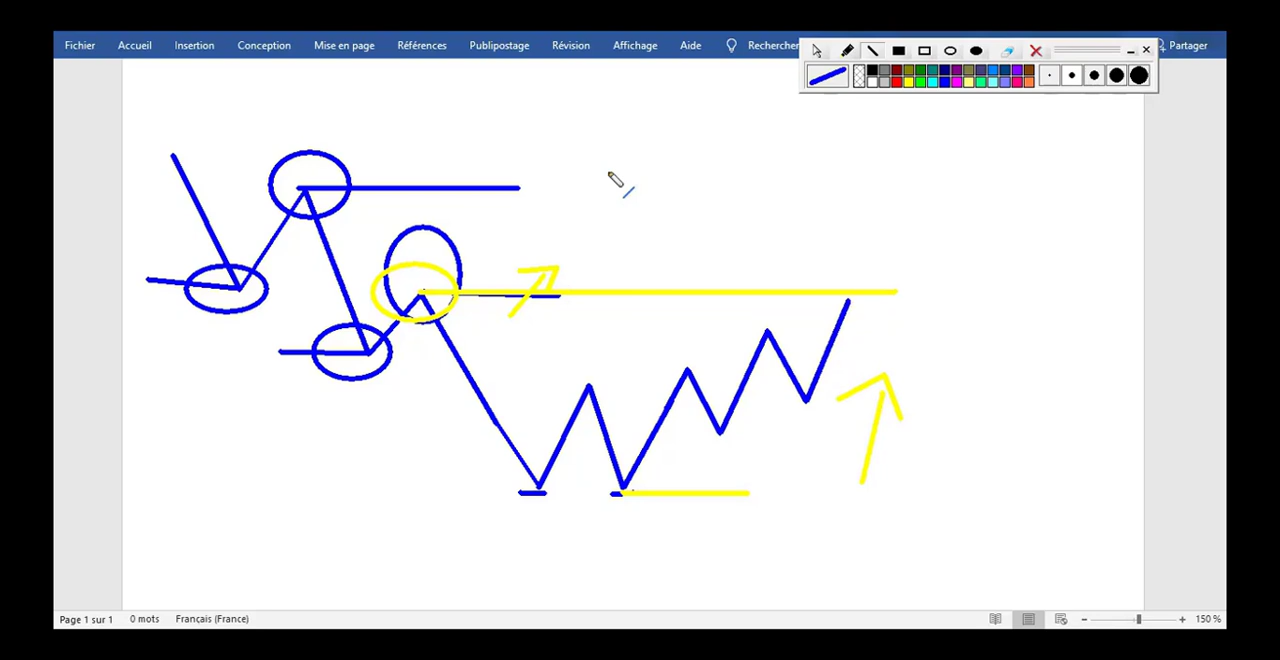 Fichier Accueil Insertion Conception Mise en page Références Publipostage Révision Affichage Aide Rechercher Partager
Page 1 sur 1 0 mots Français (France) 150 %